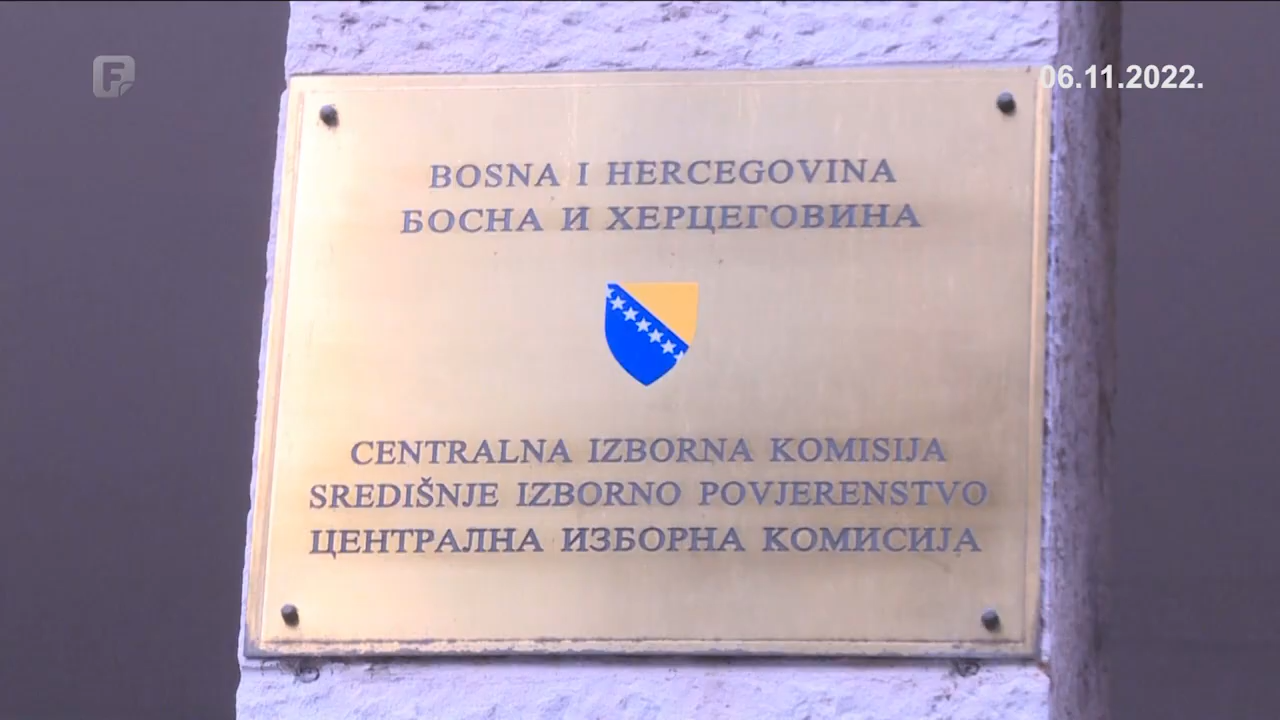 F
06.11.2022.
BOSNA I HERCEGOVINA
БОСНА И ХЕРЦЕГОВИНА
CENTRALNA IZBORNA KOMISIJA
SREDIŠNJE IZBORNO POVJERENSTVO
ЦЕНТРАЛНА ИЗБОРНА КОМИСИЈА